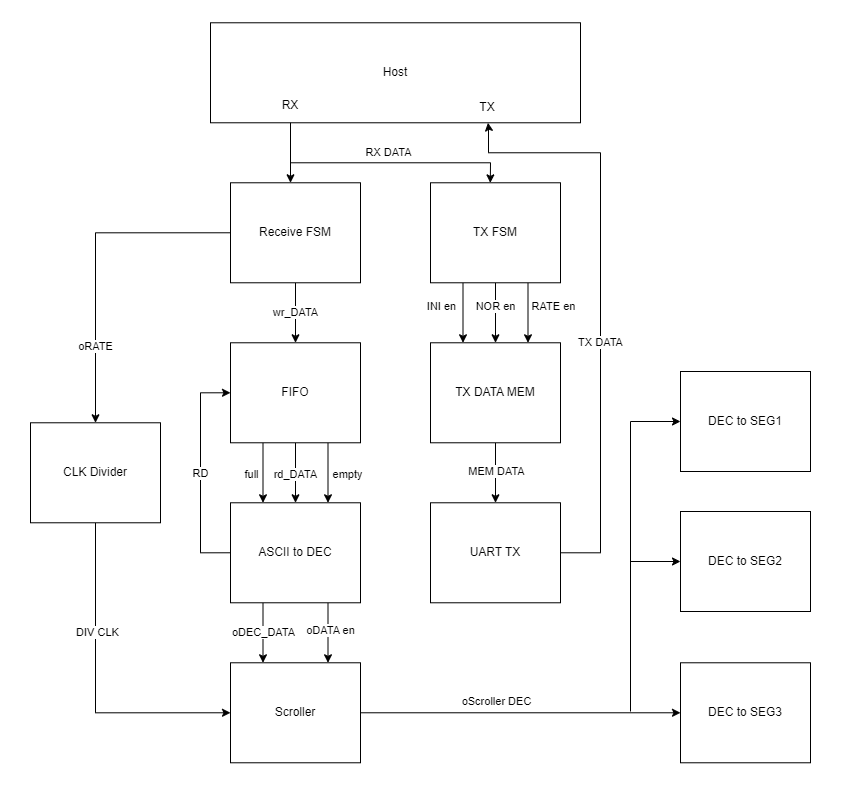 Host
RX
TX
RX DATA
Receive FSM
TX FSM
INI en
NOR en
RATE en
wr_DATA
TX DATA
oRATE
FIFO
TX DATA MEM
DEC to SEG1
CLK Divider
RD
full
rd_DATA
empty
MEM DATA
ASCII to DEC
UART TX
DEC to SEG2
DIV CLK
oDEC_DATA
oDATA en
oScroller DEC
Scroller
DEC to SEG3